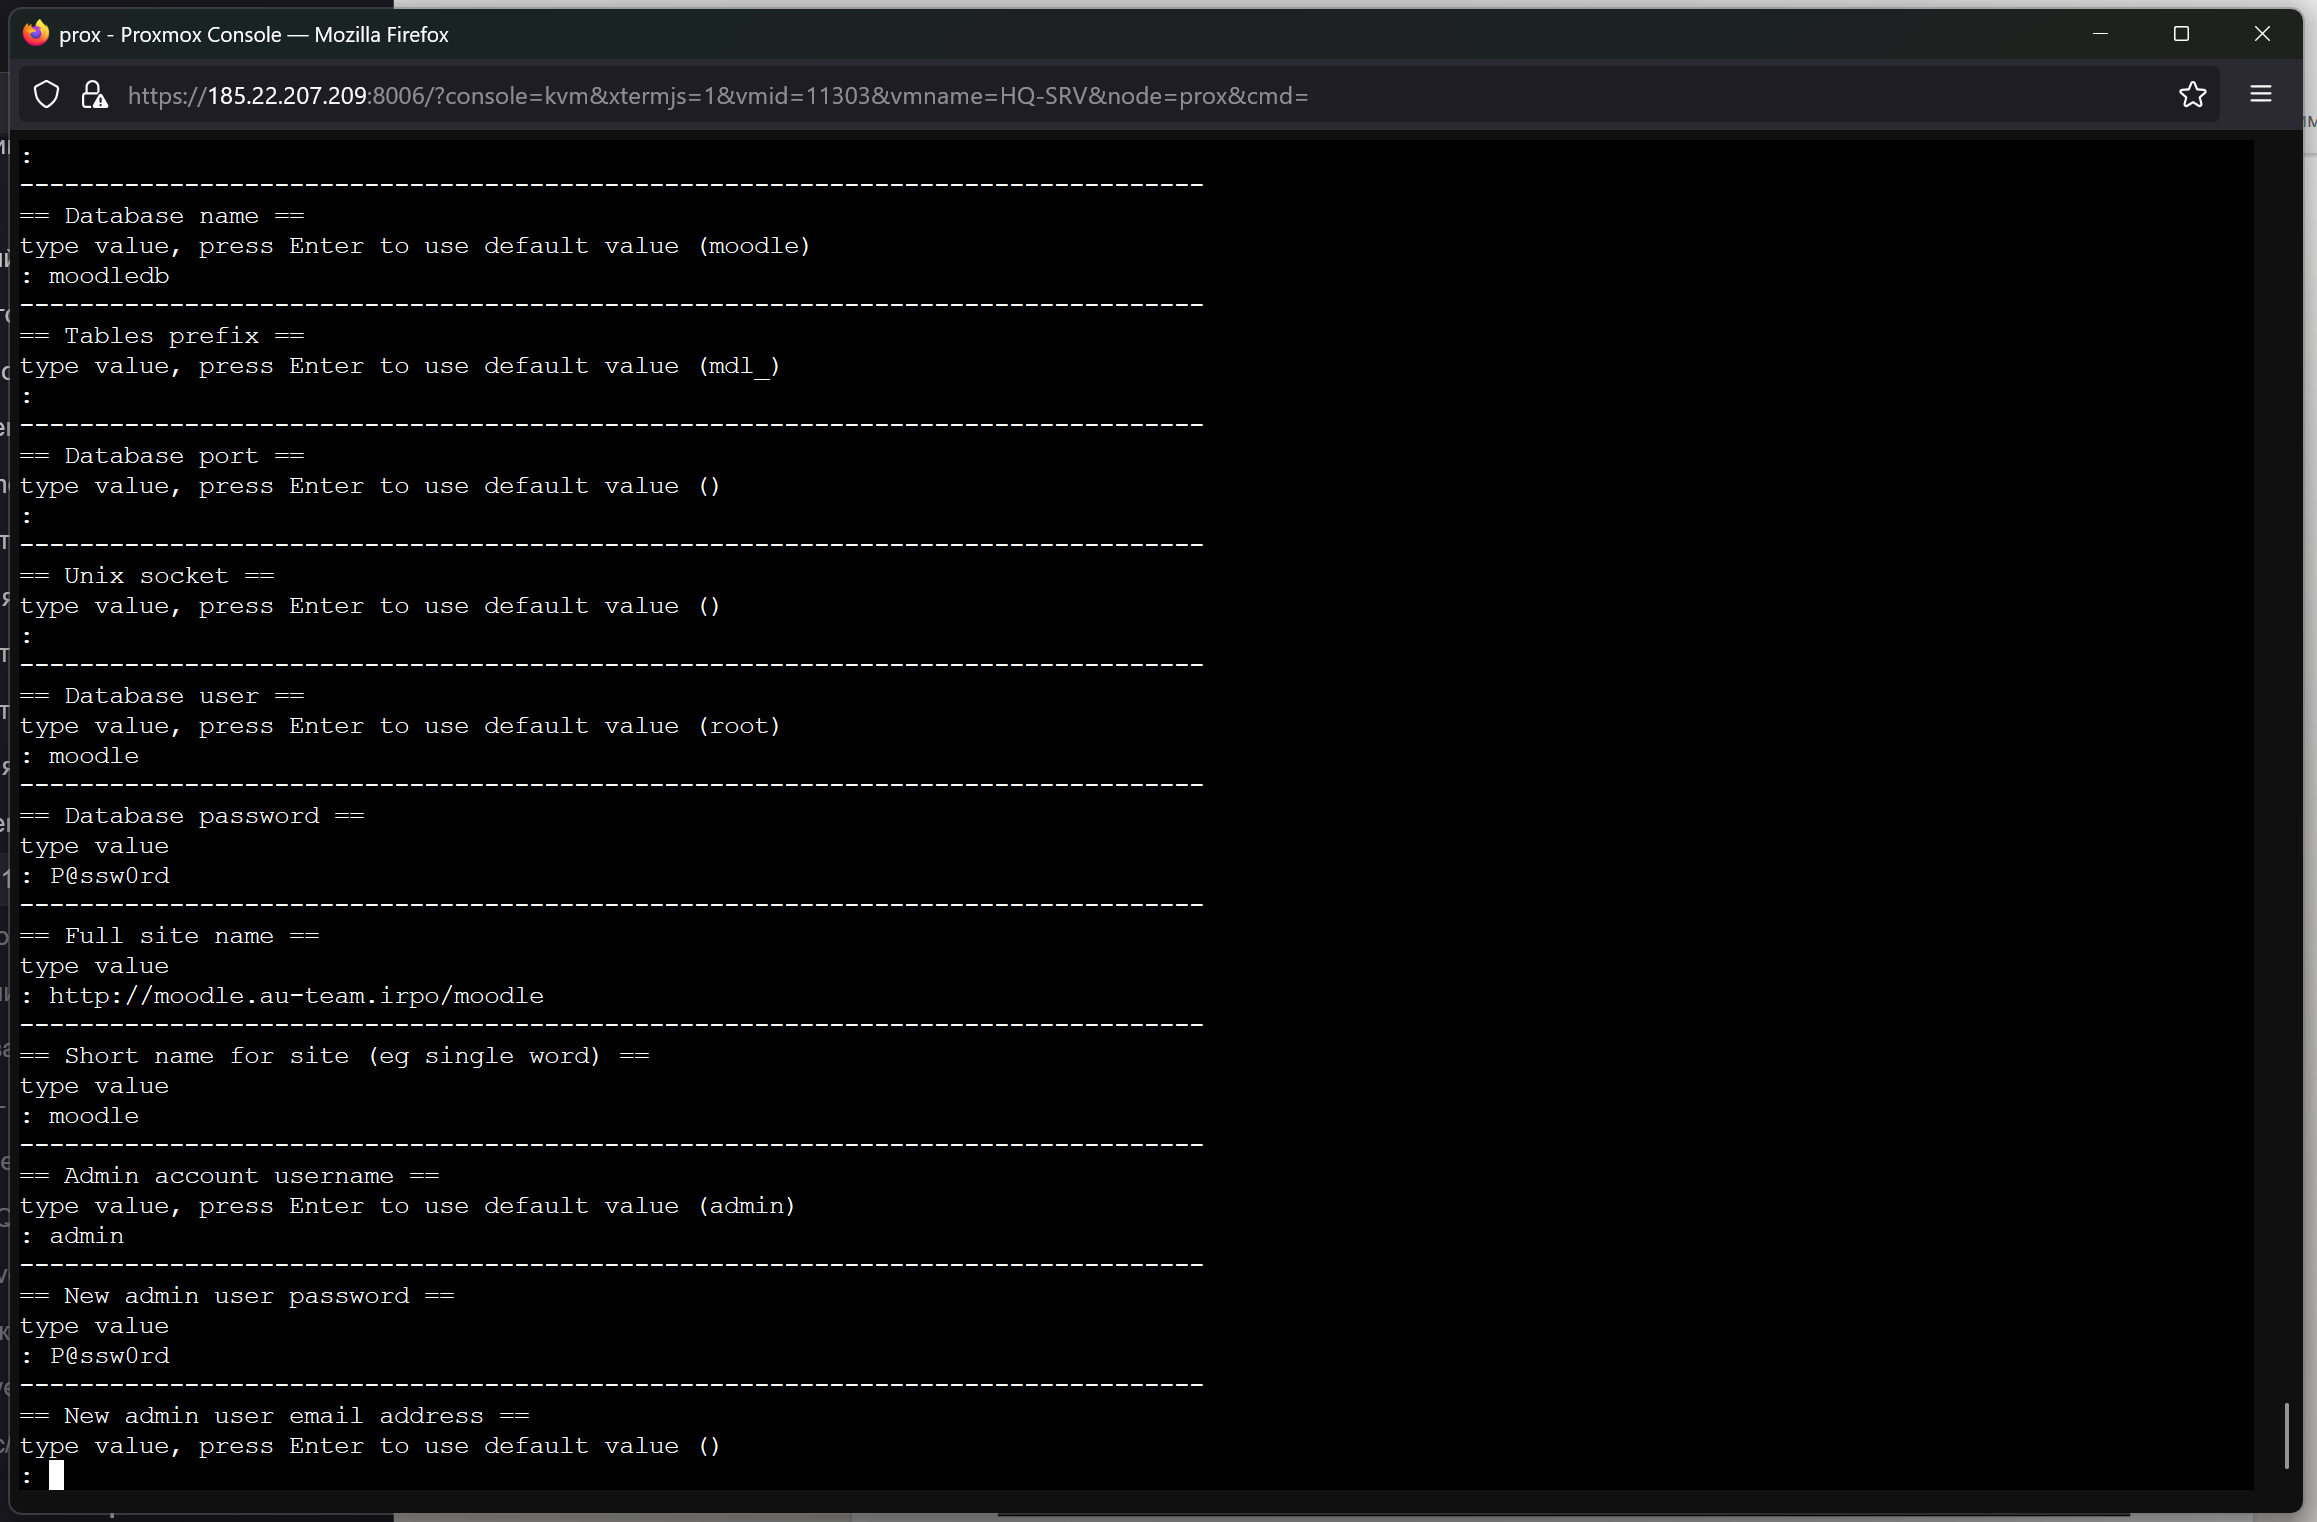 prox - Proxmox Console — Mozilla Firefox
https://185.22.207.209:8006/?console=kvm&xtermjs=1&vmid=11303&vmname=HQ-SRV&node=prox&cmd=
:
-------------------------------------------------------------------------------
== Database name ==
type value, press Enter to use default value (moodle)
: moodledb
-------------------------------------------------------------------------------
== Tables prefix ==
type value, press Enter to use default value (mdl_)
:
-------------------------------------------------------------------------------
== Database port ==
type value, press Enter to use default value ()
:
-------------------------------------------------------------------------------
== Unix socket ==
type value, press Enter to use default value ()
:
-------------------------------------------------------------------------------
== Database user ==
type value, press Enter to use default value (root)
: moodle
-------------------------------------------------------------------------------
== Database password ==
type value
: P@ssw0rd
-------------------------------------------------------------------------------
== Full site name ==
type value
: http://moodle.au-team.irpo/moodle
-------------------------------------------------------------------------------
== Short name for site (eg single word) ==
type value
: moodle
-------------------------------------------------------------------------------
== Admin account username ==
type value, press Enter to use default value (admin)
: admin
-------------------------------------------------------------------------------
== New admin user password ==
type value
: P@ssw0rd
-------------------------------------------------------------------------------
== New admin user email address ==
type value, press Enter to use default value ()
: